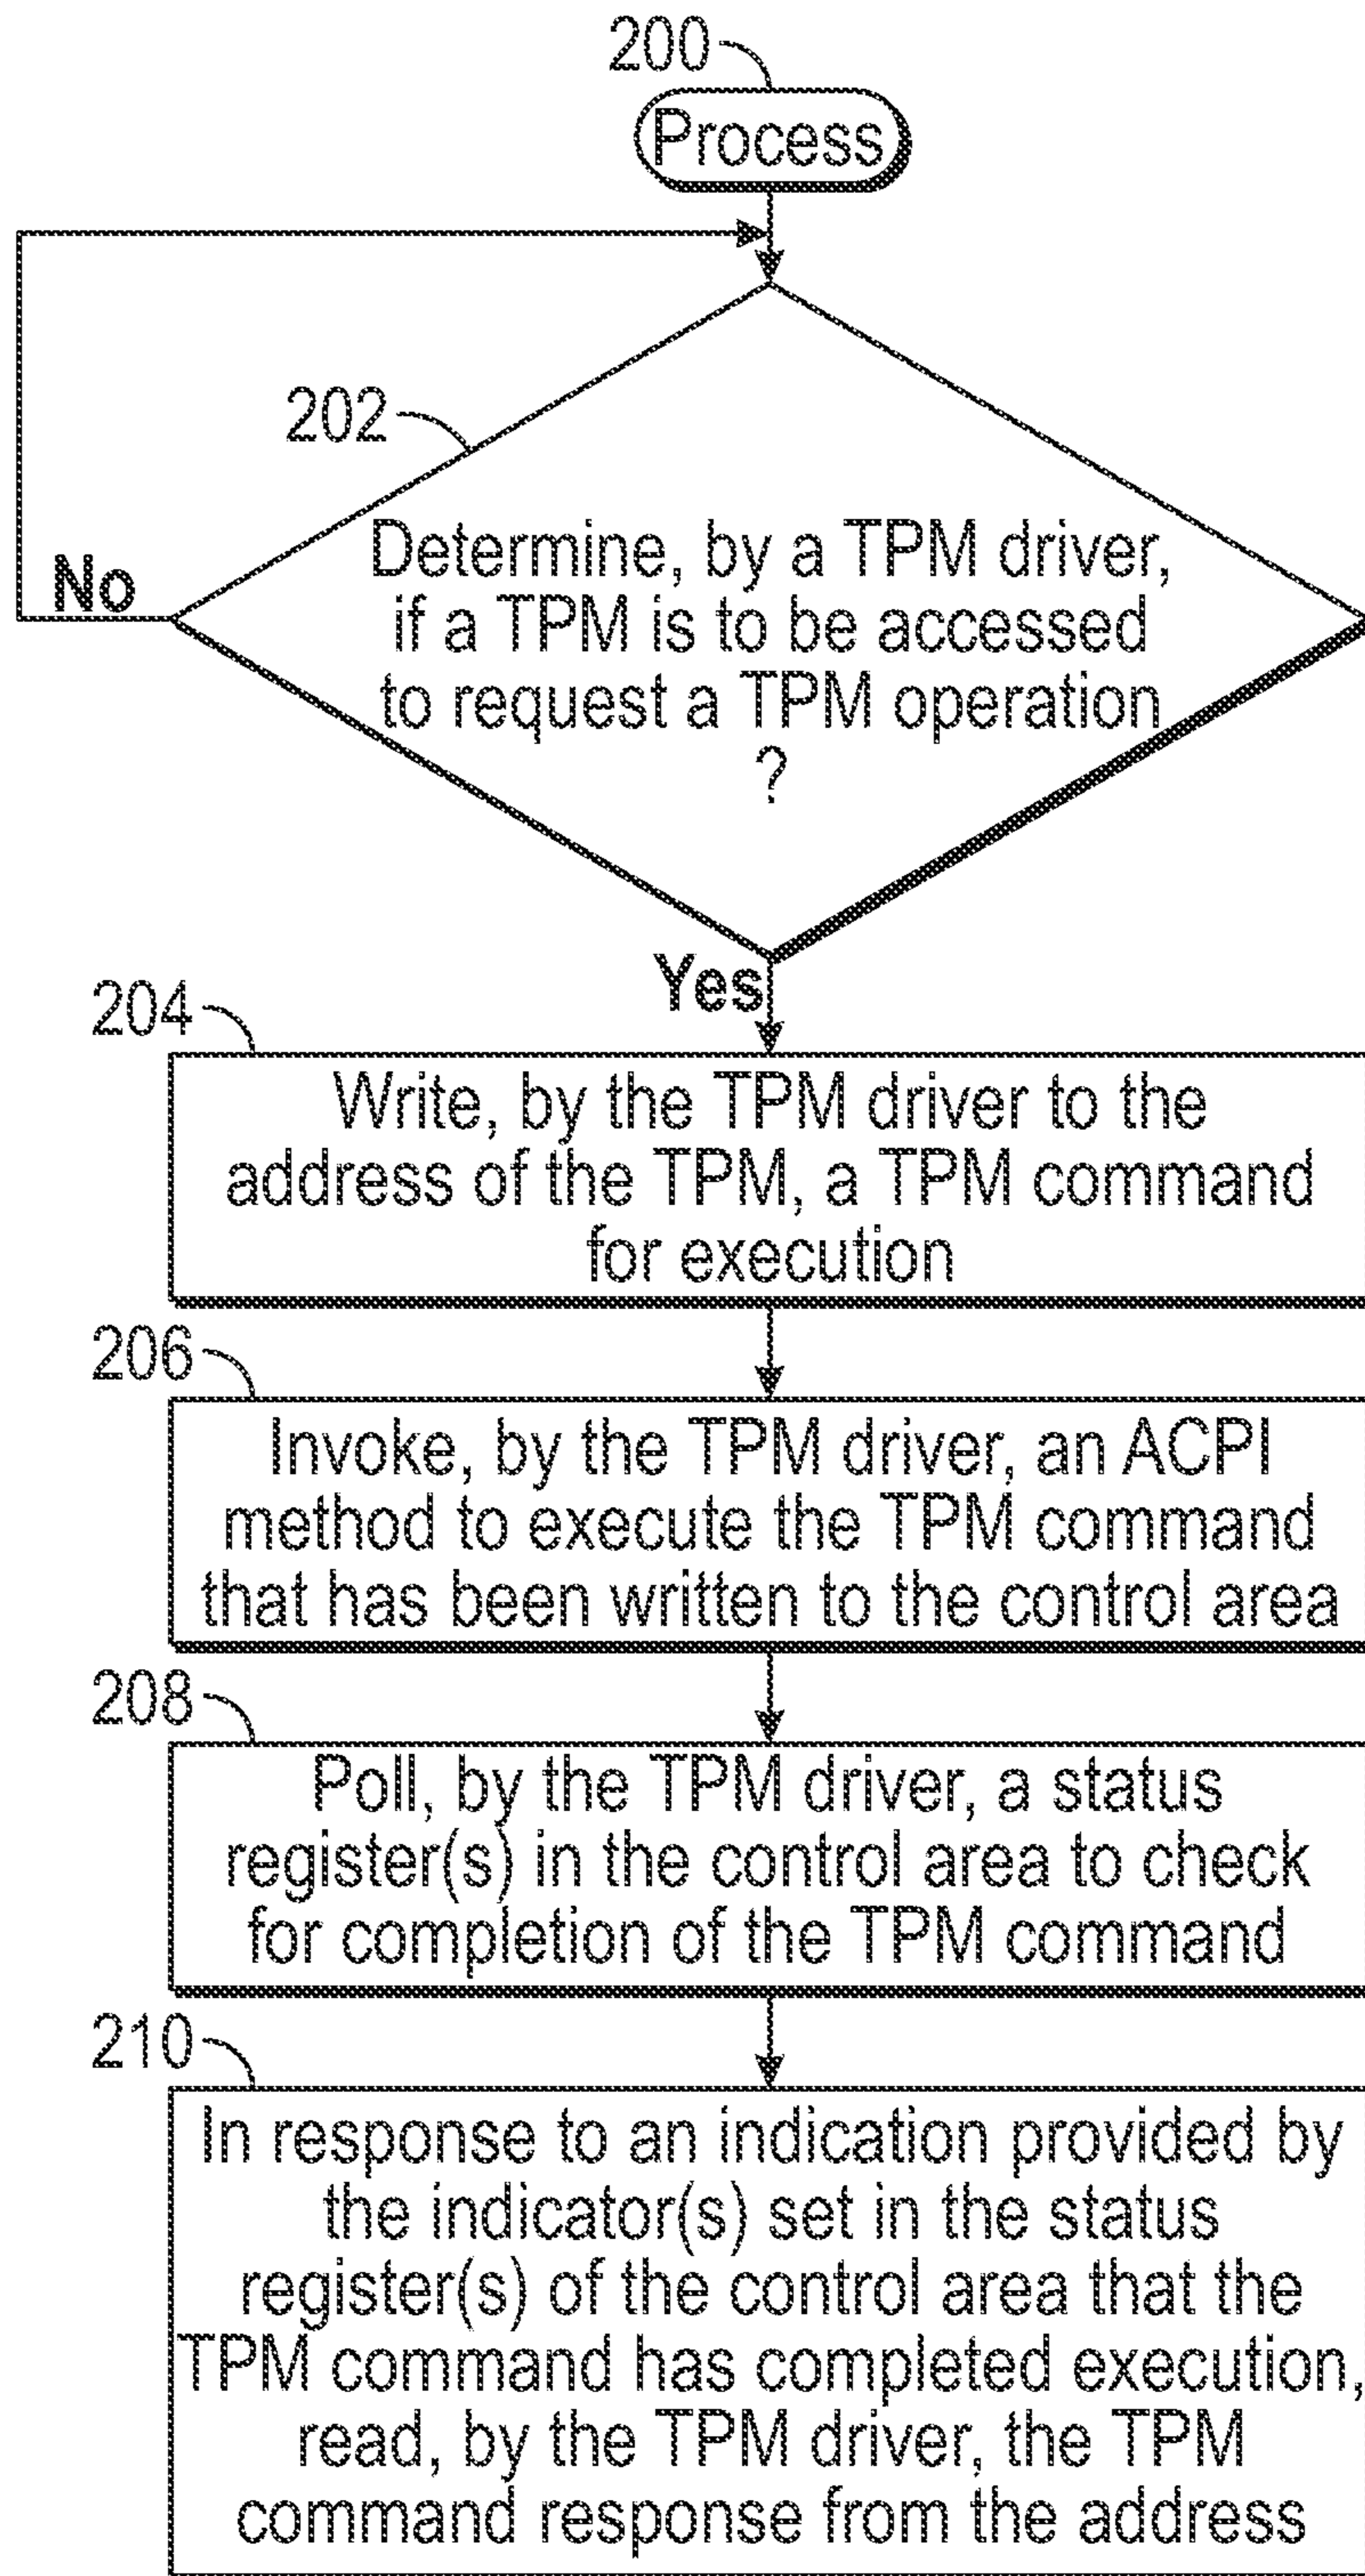 200
Process
202
Determine, by a TPM driver,
if a TPM is to be accessed
to request a TPM operation
?
No
Yes
204
Write, by the TPM driver to the
address of the TPM, a TPM command
for execution
206
Invoke, by the TPM driver, an ACPI
method to execute the TPM command
that has been written to the control area
208
Poll, by the TPM driver, a status
register(s) in the control area to check
for completion of the TPM command
210
In response to an indication provided by
the indicator(s) set in the status
register(s) of the control area that the
TPM command has completed execution,
read, by the TPM driver, the TPM
command response from the address